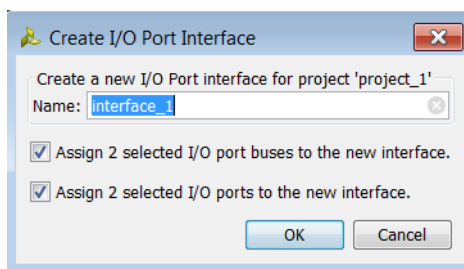 Create I/O Port Interface
Create a new I/O Port interface for project 'project_1'
Name: interface_1
Assign 2 selected I/O port buses to the new interface.
Assign 2 selected I/O ports to the new interface.
OK Cancel